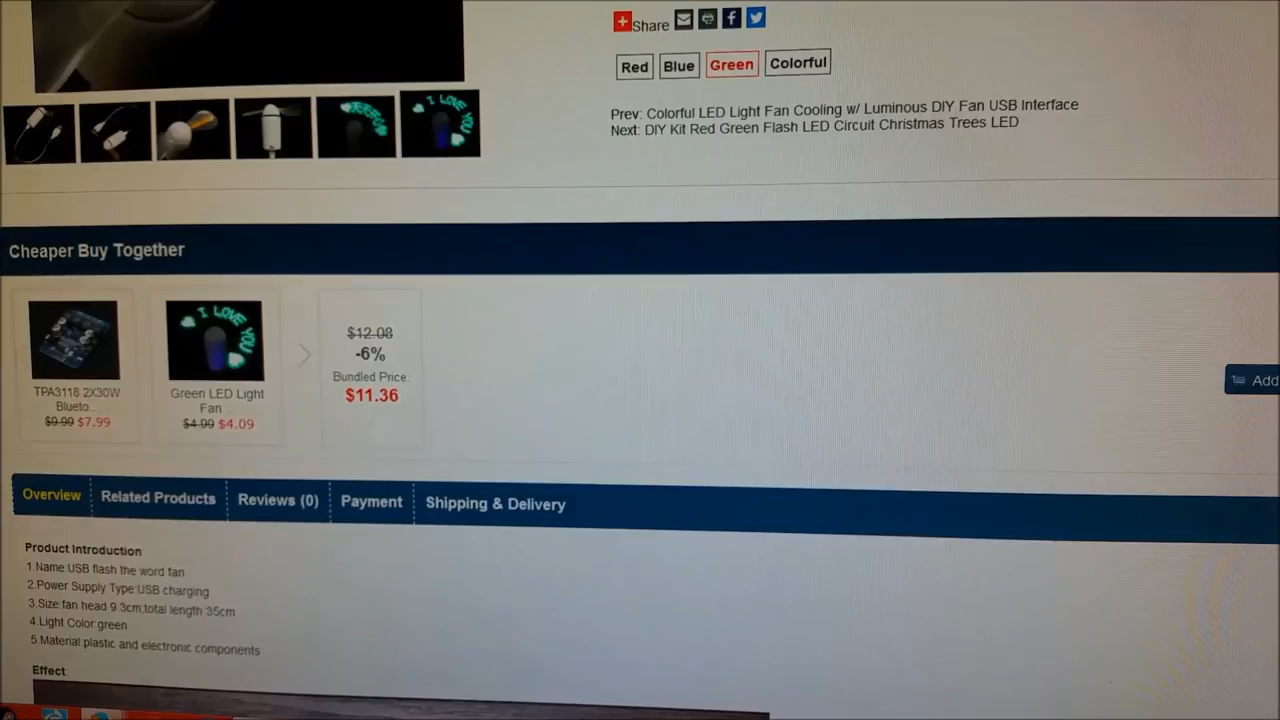 Share
Red Blue Green Colorful
Prev: Colorful LED Light Fan Cooling w/ Luminous DIY Fan USB Interface
Next: DIY Kit Red Green Flash LED Circuit Christmas Trees LED
I LOVE YOU
Cheaper Buy Together
I LOVE YOU
TPA3118 2X30W
Blueto...
$9.99 $7.99
Green LED Light
Fan
$4.99 $4.09
$12.08
-6%
Bundled Price:
$11.36
Add
Overview Related Products Reviews (0) Payment Shipping & Delivery
Product Introduction
1.Name:USB flash the word fan
2.Power Supply Type:USB charging
3.Size:fan head 9.3cm,total length 35cm
4.Light Color:green
5.Material:plastic and electronic components
Effect